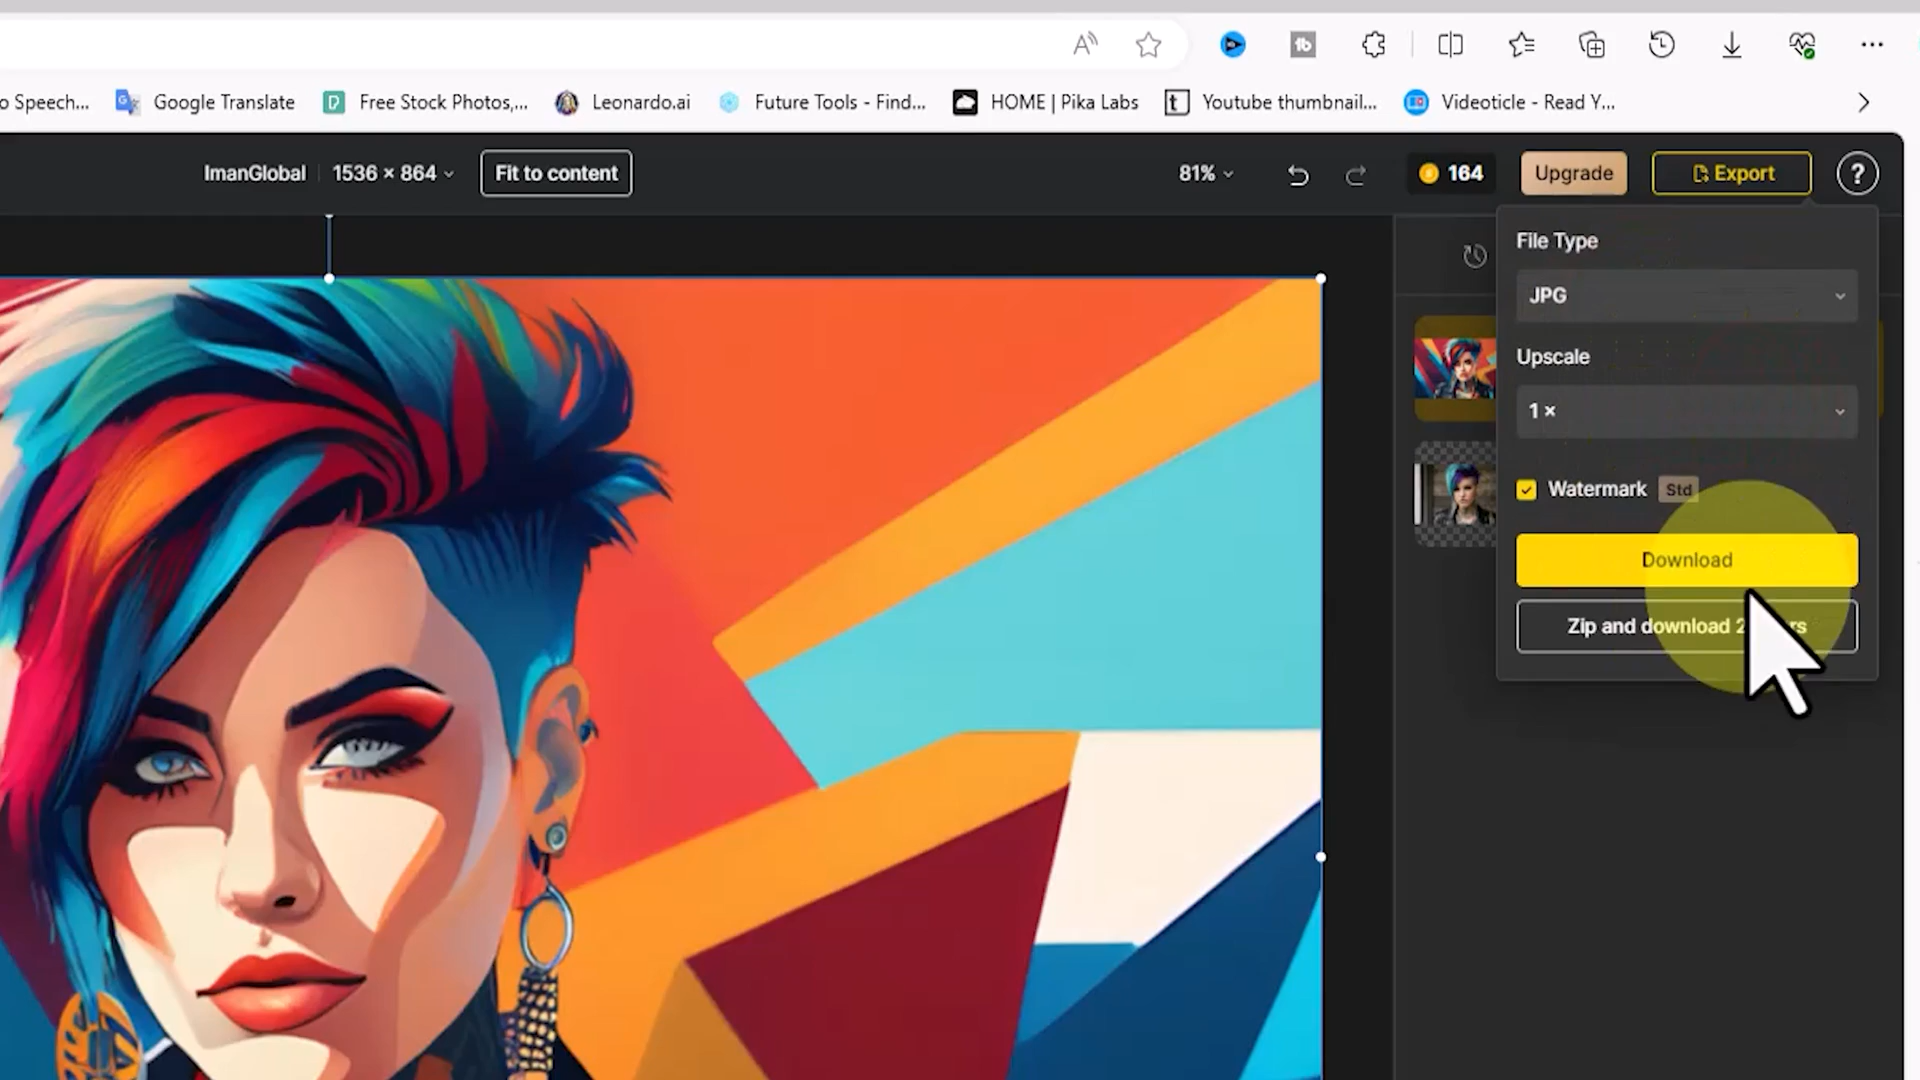 o Speech... Google Translate Free Stock Photos,... Leonardo.ai Future Tools - Find... HOME | Pika Labs Youtube thumbnail... Videoticle - Read Y...
ImanGlobal 1536 × 864 Fit to content 81% 164 Upgrade Export ?
File Type
JPG
Upscale
1 ×
Watermark Std
Download
Zip and download